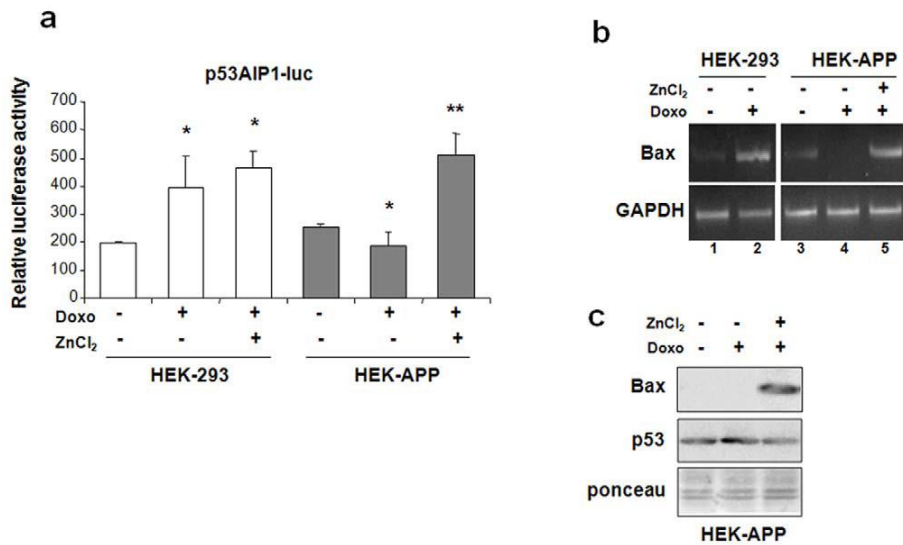 a
p53AIP1-luc
Relative luciferase activity
700
600
500
400
300
200
100
0
* * * **
Doxo - + + - + +
ZnCl₂ - - + - - +
HEK-293 HEK-APP
b
HEK-293 HEK-APP
ZnCl₂ - - - - +
Doxo - + - + +
Bax
GAPDH
1 2 3 4 5
c
ZnCl₂ - - +
Doxo - + +
Bax
p53
ponceau
HEK-APP